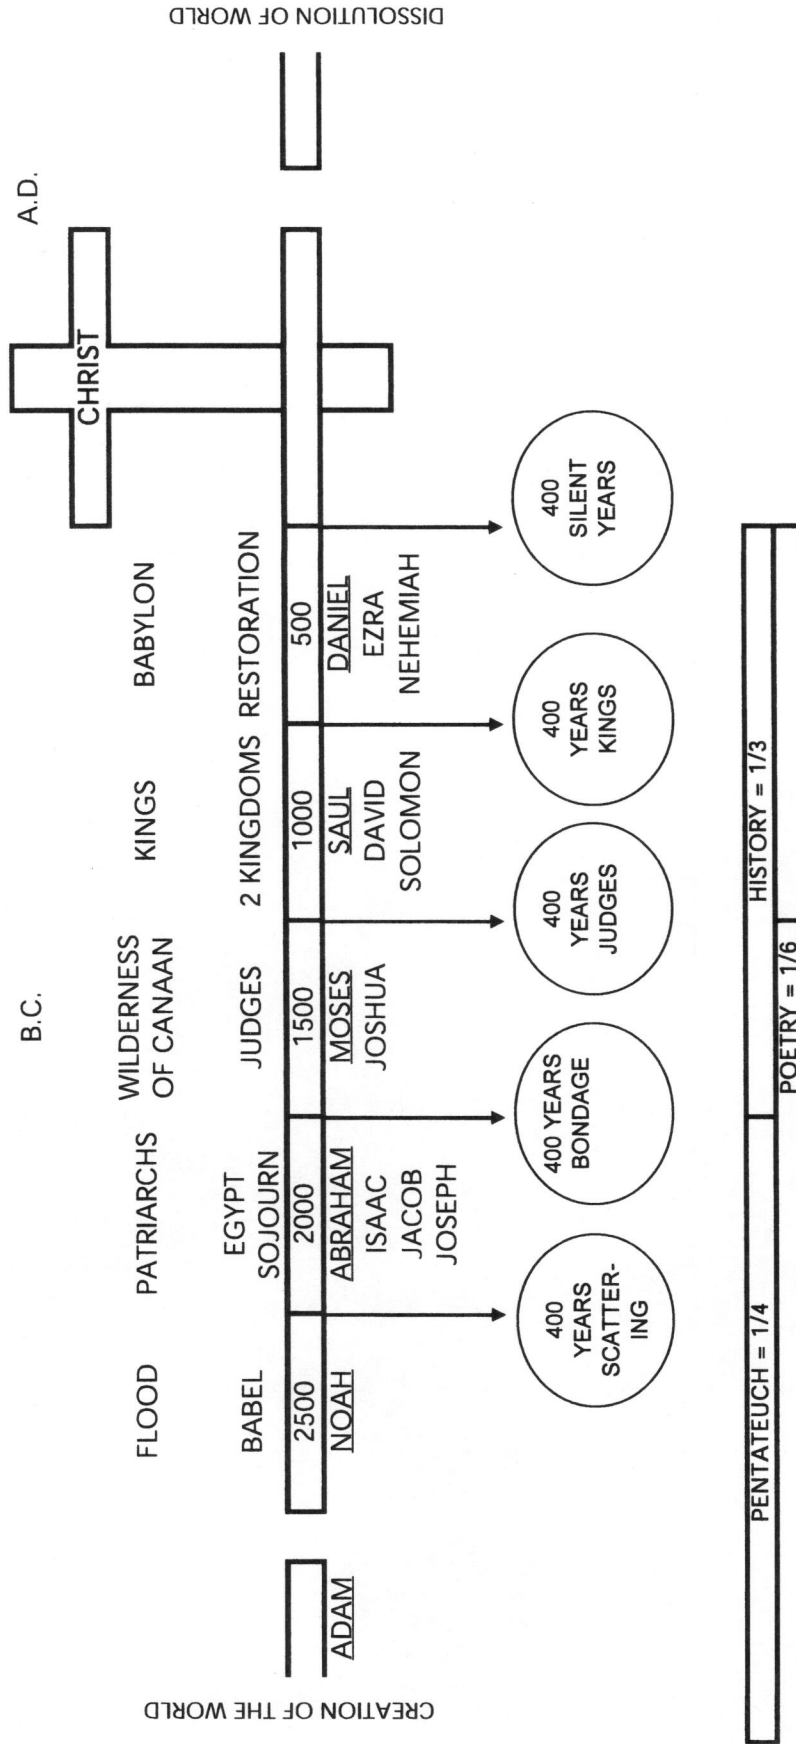 B.C.
A.D.
CREATION OF THE WORLD
DISSOLUTION OF WORLD
FLOOD
PATRIARCHS
WILDERNESS
OF CANAAN
KINGS
BABYLON
CHRIST
BABEL
EGYPT
SOJOURN
JUDGES
2 KINGDOMS
RESTORATION
2500
2000
1500
1000
500
ADAM
NOAH
ABRAHAM
ISAAC
JACOB
JOSEPH
MOSES
JOSHUA
SAUL
DAVID
SOLOMON
DANIEL
EZRA
NEHEMIAH
400
YEARS
SCATTER-
ING
400 YEARS
BONDAGE
400
YEARS
JUDGES
400
YEARS
KINGS
400
SILENT
YEARS
PENTATEUCH = 1/4
HISTORY = 1/3
POETRY = 1/6